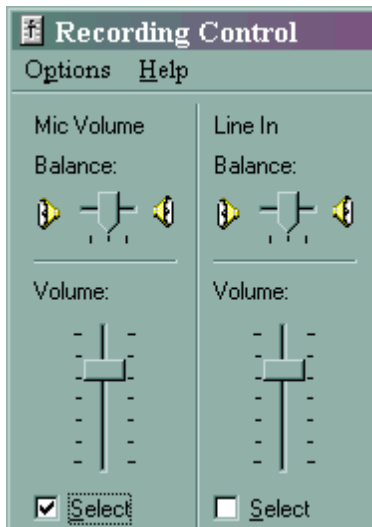 Recording Control
Options Help
Mic Volume
Balance:
Volume:
Select
Line In
Balance:
Volume:
Select